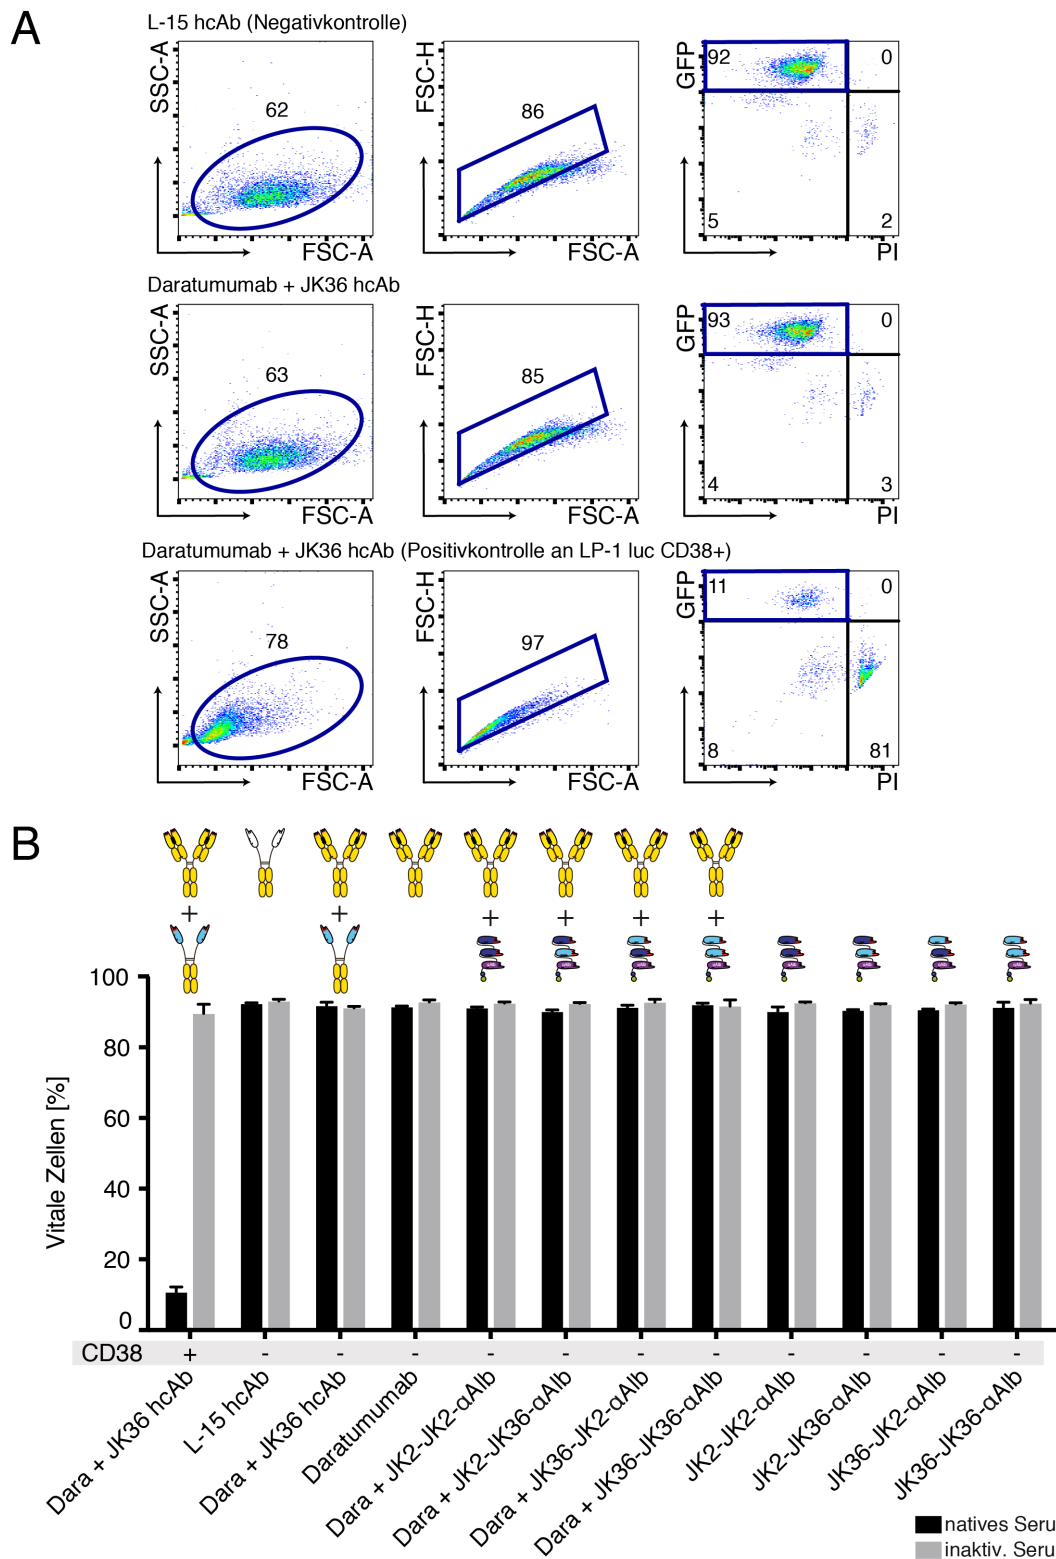 A
L-15 hcAb (Negativkontrolle)
SSC-A
62
FSC-A
FSC-H
86
FSC-A
GFP
92
0
5
2
PI
Daratumumab + JK36 hcAb
SSC-A
63
FSC-A
FSC-H
85
FSC-A
GFP
93
0
4
3
PI
Daratumumab + JK36 hcAb (Positivkontrolle an LP-1 luc CD38+)
SSC-A
78
FSC-A
FSC-H
97
FSC-A
GFP
11
0
8
81
PI
B
+ + + + + +
Vitale Zellen [%]
100
80
60
40
20
0
CD38 + - - - - - - - - - - -
Dara + JK36 hcAb
L-15 hcAb
Dara + JK36 hcAb
Daratumumab
Dara + JK2-JK2-αAlb
Dara + JK2-JK36-αAlb
Dara + JK36-JK2-αAlb
Dara + JK36-JK36-αAlb
JK2-JK2-αAlb
JK2-JK36-αAlb
JK36-JK2-αAlb
JK36-JK36-αAlb
natives Seru
inaktiv. Seru